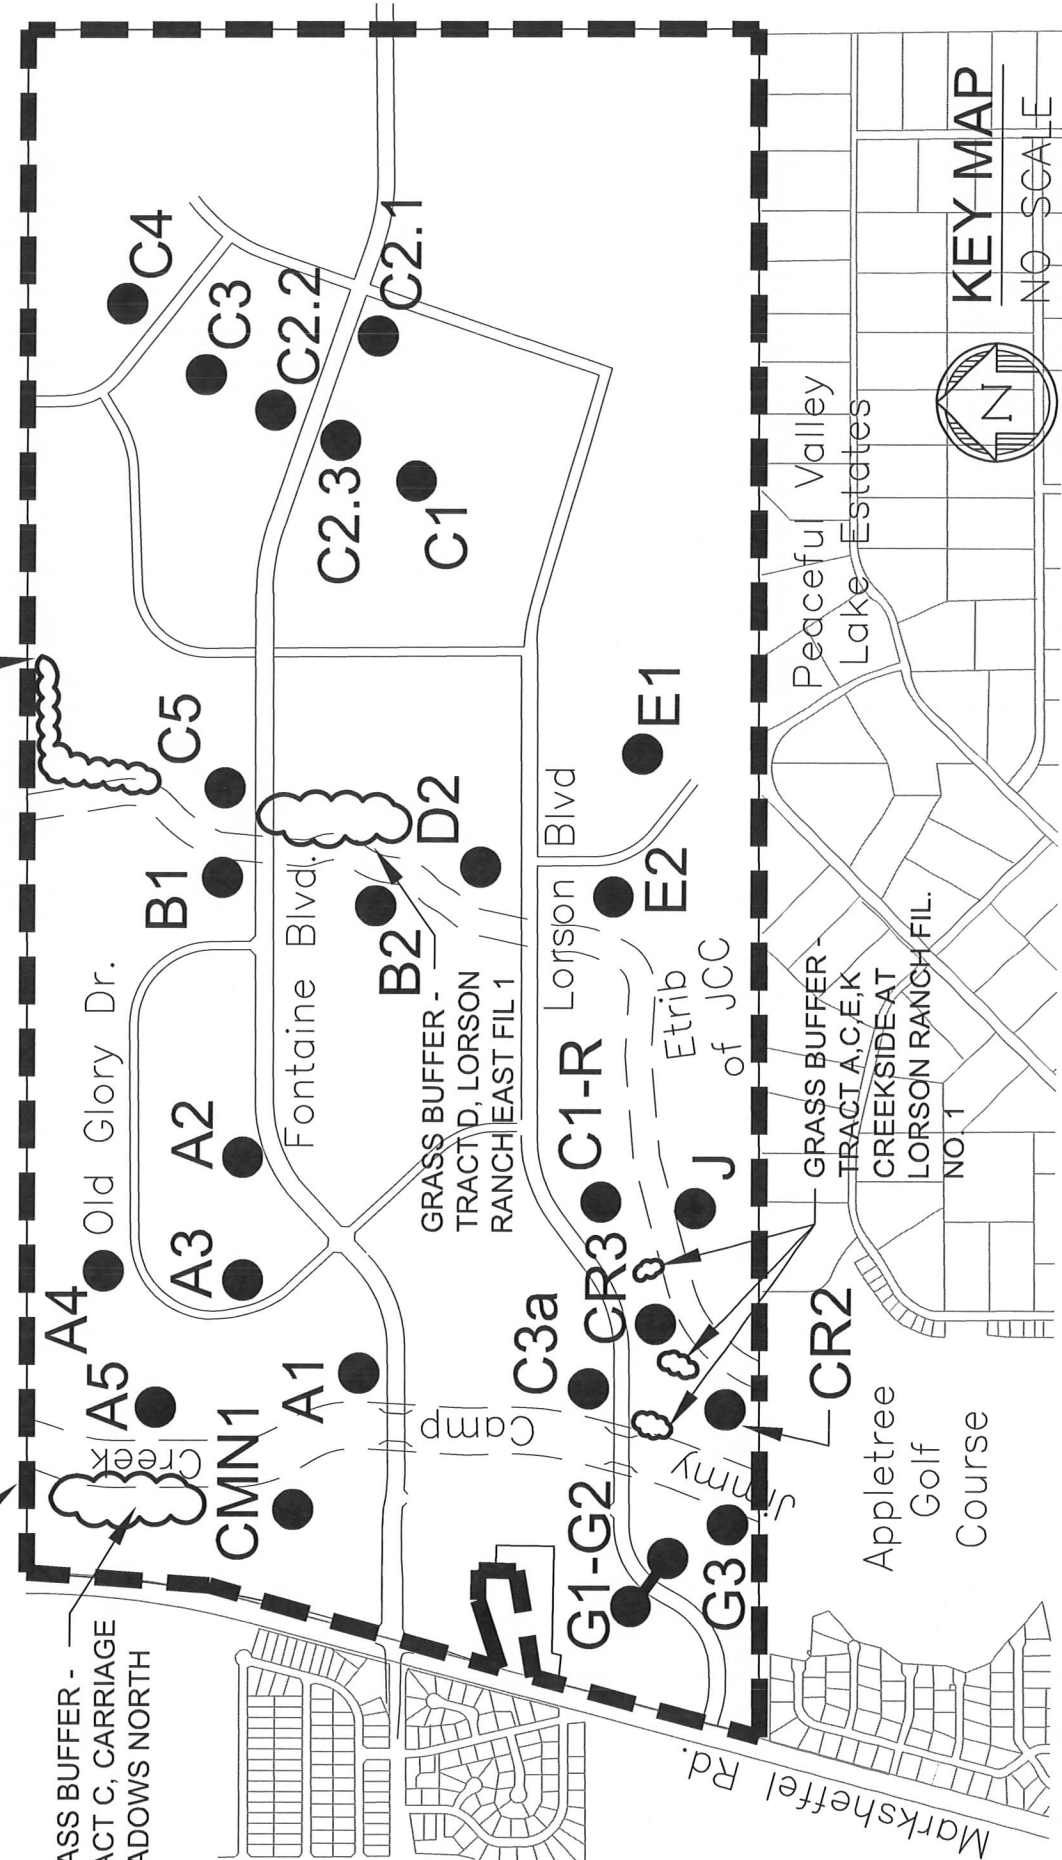 ASS BUFFER -
ACT C, CARRIAGE
ADOWS NORTH
A5
A4
Old Glory Dr.
Creek
CMN1
A3
A2
A1
B1
C5
C4
C3
C2.2
C2.1
C2.3
C1
Fontaine Blvd.
B2
D2
GRASS BUFFER -
TRACT D, LORSON
RANCH EAST FIL 1
Camp
C3a
CR3
C1-R
Lorson Blvd
E1
E2
Etrib
of JCC
J
G1-G2
G3
Jimmy
CR2
GRASS BUFFER -
TRACT A,C,E,K
CREEKSIDE AT
LORSON RANCH FIL.
NO. 1
Marksheffel Rd.
Appletree
Golf
Course
Peaceful Valley
Lake Estates
N
KEY MAP
NO SCALE